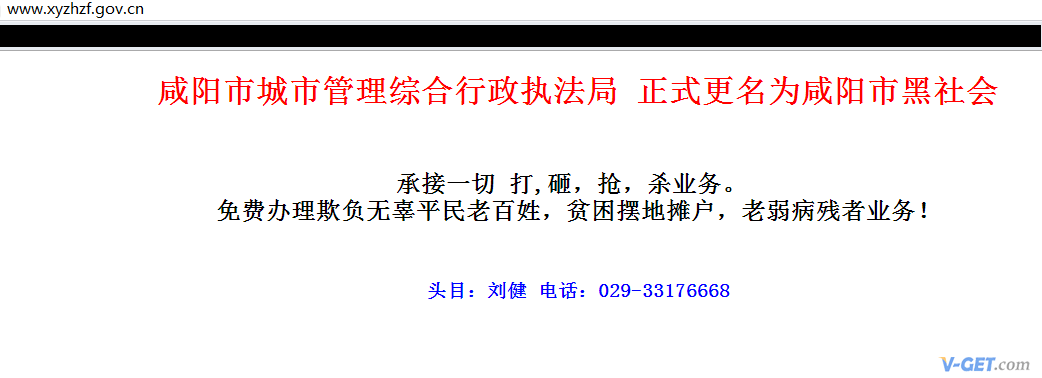 www.xyzhzf.gov.cn
咸阳市城市管理综合行政执法局 正式更名为咸阳市黑社会
承接一切 打,砸，抢，杀业务。
免费办理欺负无辜平民老百姓，贫困摆地摊户，老弱病残者业务！
头目：刘健 电话：029-33176668
V-GET.com